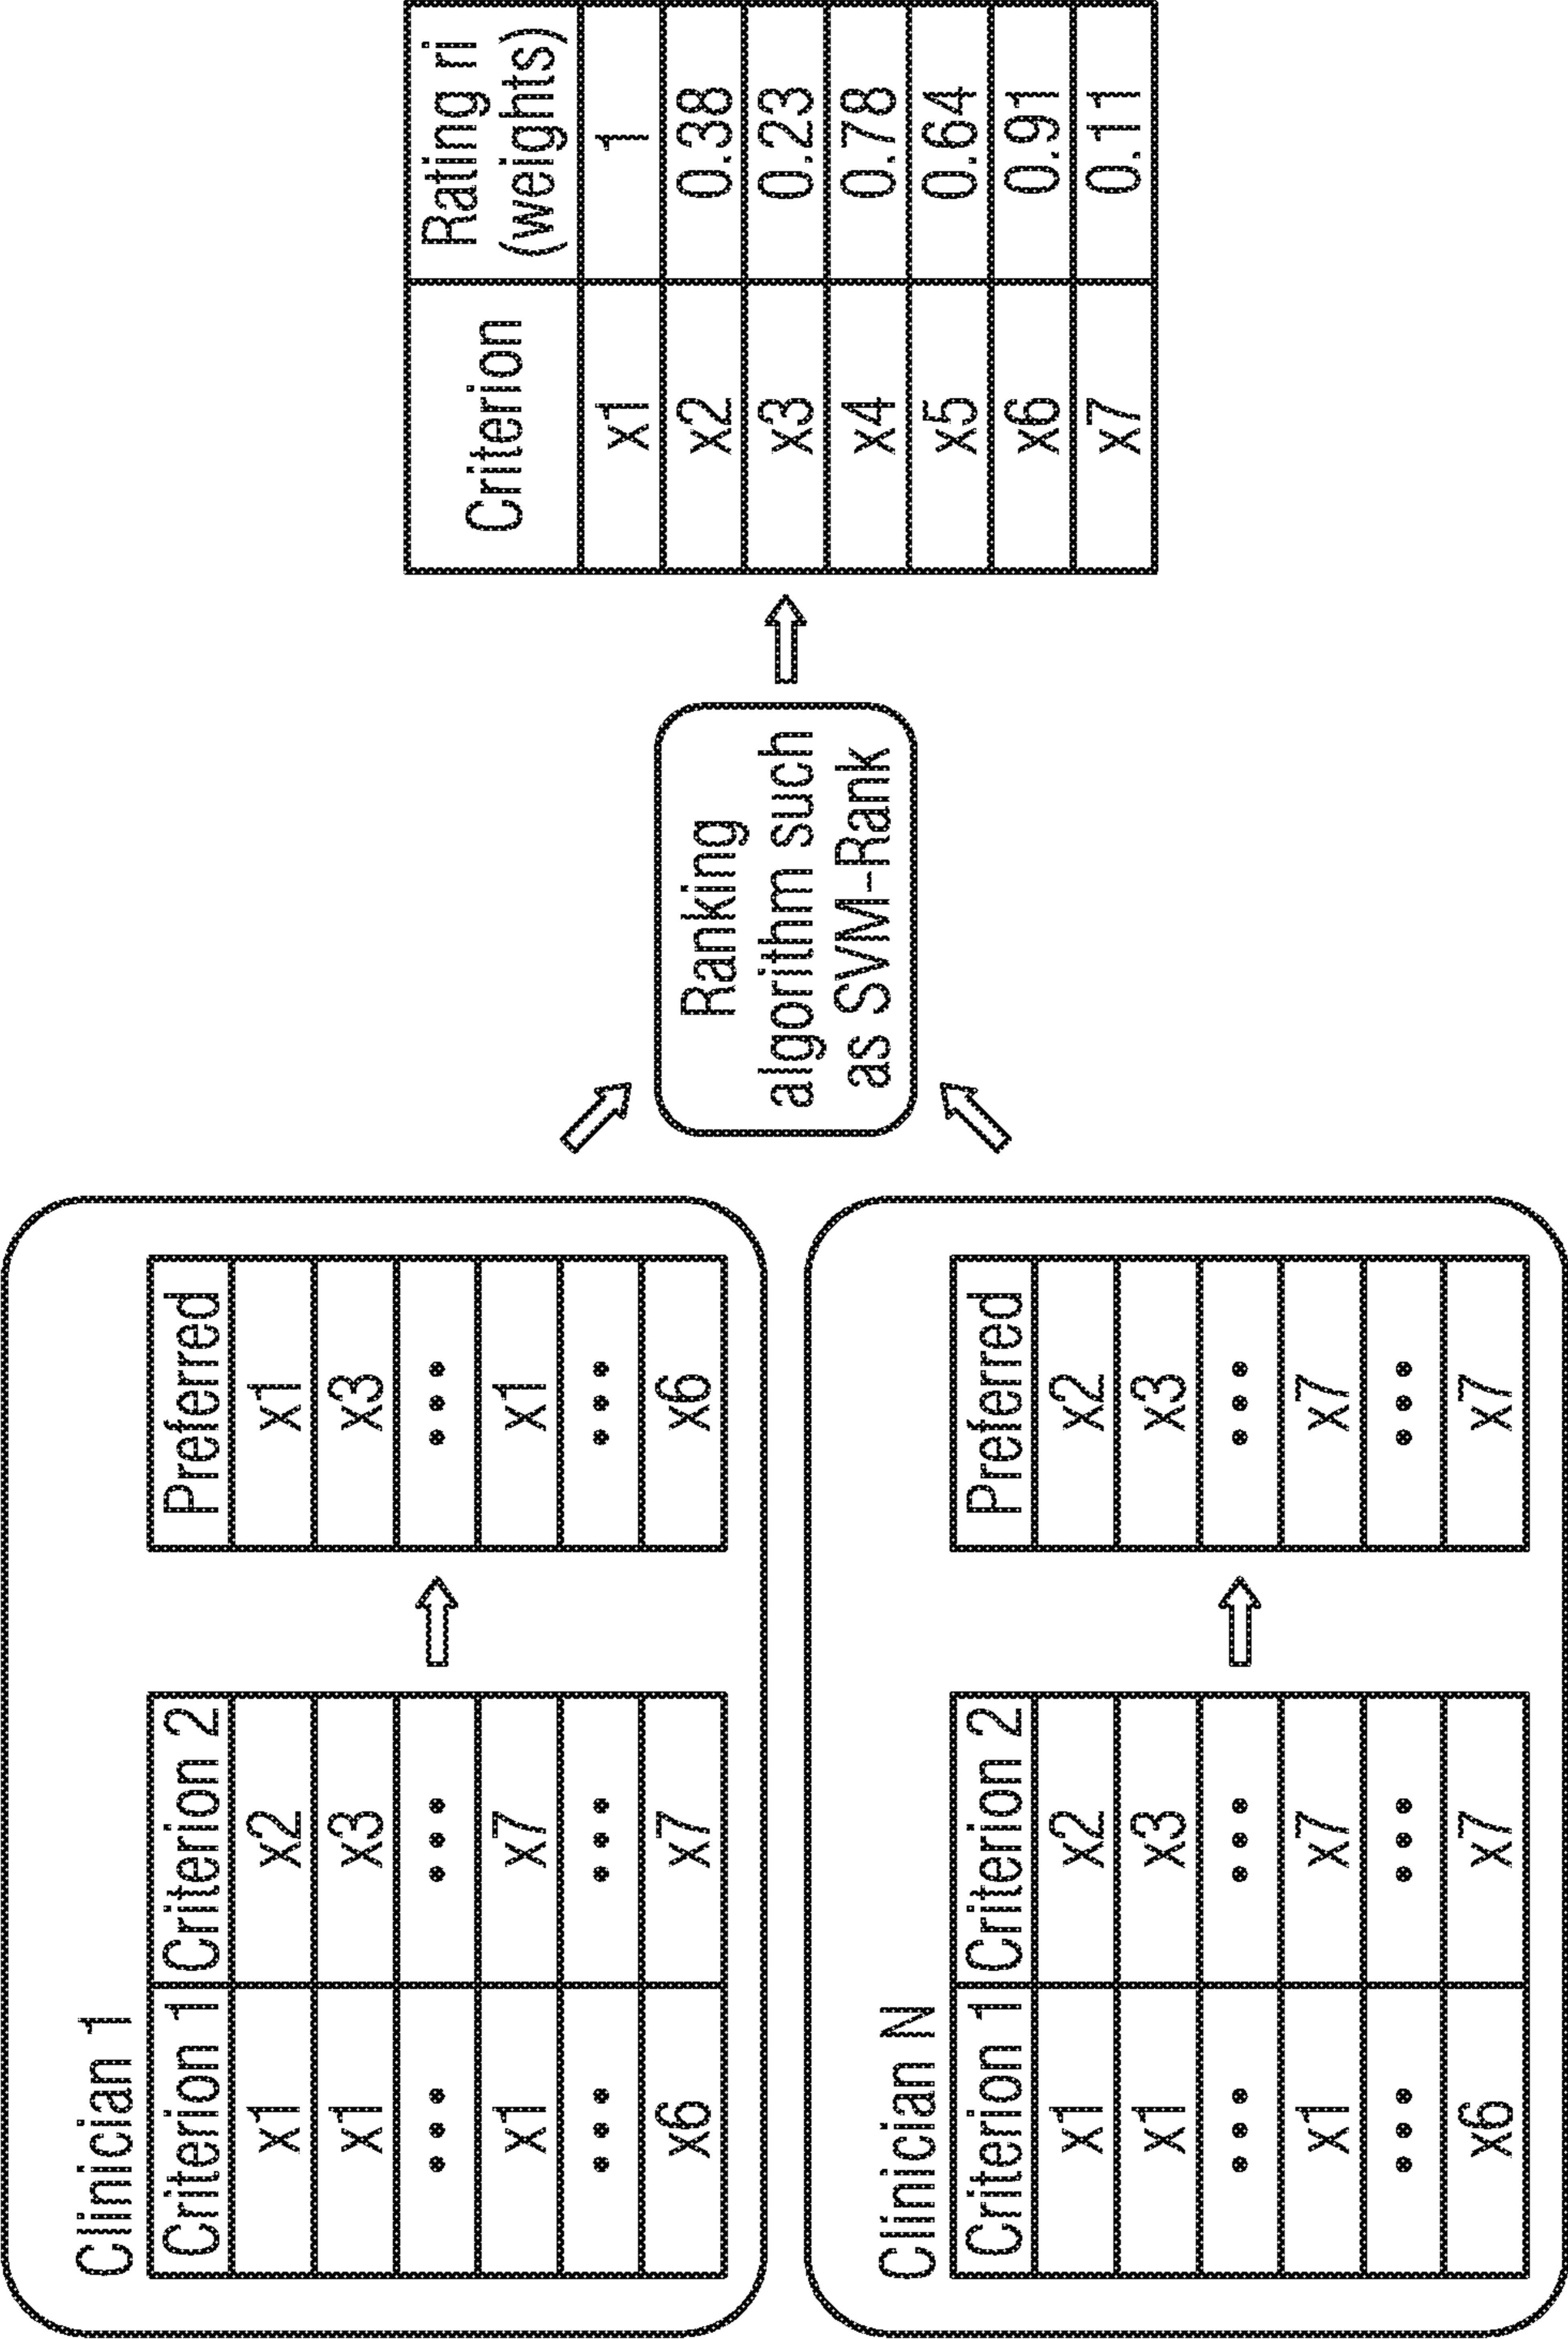 Clinician 1
Criterion 1 Criterion 2 Preferred
x1 x2 x1
x1 x3 x3
... ... ...
x1 x7 x1
... ... ...
x6 x7 x6
Clinician N
Criterion 1 Criterion 2 Preferred
x1 x2 x2
x1 x3 x3
... ... ...
x1 x7 x7
... ... ...
x6 x7 x7
Ranking
algorithm such
as SVM-Rank
Criterion Rating ri
(weights)
x1 1
x2 0.38
x3 0.23
x4 0.78
x5 0.64
x6 0.91
x7 0.11